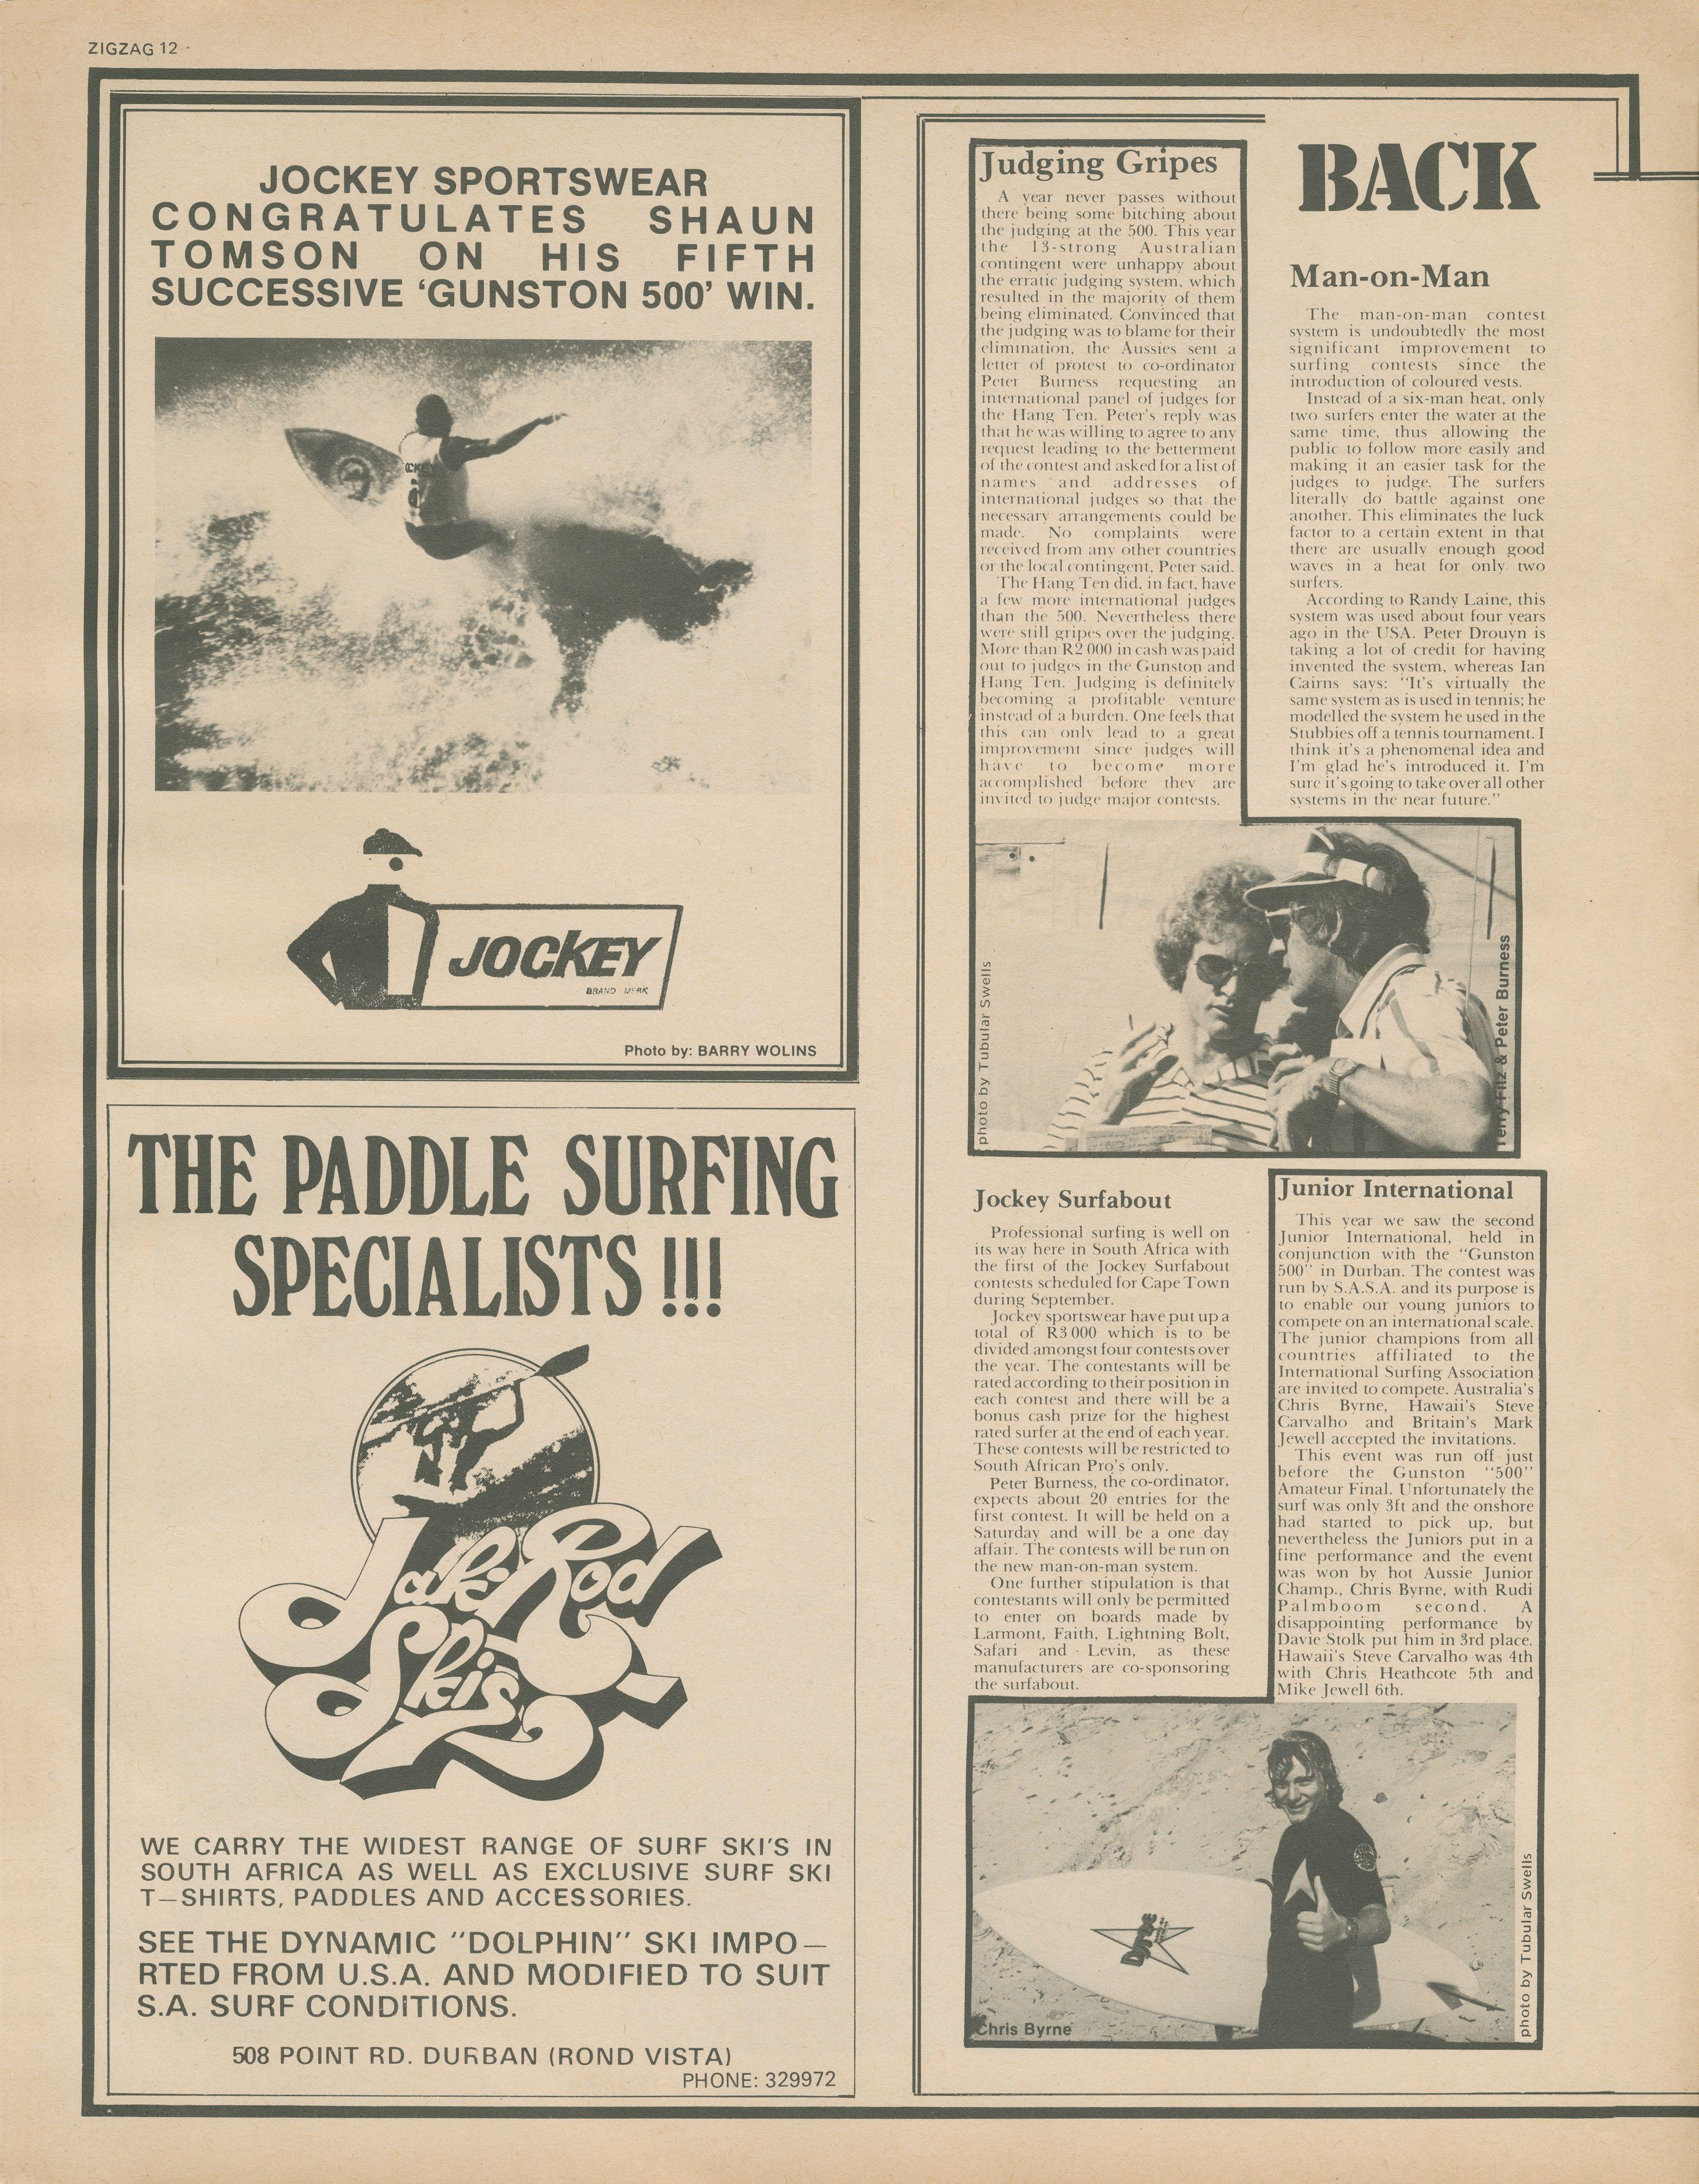 ZIGZAG 12
JOCKEY SPORTSWEAR
CONGRATULATES SHAUN
TOMSON ON HIS FIFTH
SUCCESSIVE ‘GUNSTON 500’ WIN.
JOCKEY
BRAND MERK
Photo by: BARRY WOLINS
THE PADDLE SURFING
SPECIALISTS !!!
Jak-Rod
Skis
WE CARRY THE WIDEST RANGE OF SURF SKI'S IN
SOUTH AFRICA AS WELL AS EXCLUSIVE SURF SKI
T—SHIRTS, PADDLES AND ACCESSORIES.
SEE THE DYNAMIC "DOLPHIN" SKI IMPO—
RTED FROM U.S.A. AND MODIFIED TO SUIT
S.A. SURF CONDITIONS.
508 POINT RD. DURBAN (ROND VISTA)
PHONE: 329972
Judging Gripes
A year never passes without
there being some bitching about
the judging at the 500. This year
the 13-strong Australian
contingent were unhappy about
the erratic judging system, which
resulted in the majority of them
being eliminated. Convinced that
the judging was to blame for their
elimination, the Aussies sent a
letter of protest to co-ordinator
Peter Burness requesting an
international panel of judges for
the Hang Ten. Peter's reply was
that he was willing to agree to any
request leading to the betterment
of the contest and asked for a list of
names and addresses of
international judges so that the
necessary arrangements could be
made. No complaints were
received from any other countries
or the local contingent, Peter said.
The Hang Ten did, in fact, have
a few more international judges
than the 500. Nevertheless there
were still gripes over the judging.
More than R2 000 in cash was paid
out to judges in the Gunston and
Hang Ten. Judging is definitely
becoming a profitable venture
instead of a burden. One feels that
this can only lead to a great
improvement since judges will
have to become more
accomplished before they are
invited to judge major contests.
BACK
Man-on-Man
The man-on-man contest
system is undoubtedly the most
significant improvement to
surfing contests since the
introduction of coloured vests.
Instead of a six-man heat, only
two surfers enter the water at the
same time, thus allowing the
public to follow more easily and
making it an easier task for the
judges to judge. The surfers
literally do battle against one
another. This eliminates the luck
factor to a certain extent in that
there are usually enough good
waves in a heat for only two
surfers.
According to Randy Laine, this
system was used about four years
ago in the USA. Peter Drouyn is
taking a lot of credit for having
invented the system, whereas Ian
Cairns says: "It's virtually the
same system as is used in tennis; he
modelled the system he used in the
Stubbies off a tennis tournament. I
think it's a phenomenal idea and
I'm glad he's introduced it. I'm
sure it's going to take over all other
systems in the near future."
photo by Tubular Swells
Terry Fitz & Peter Burness
Jockey Surfabout
Professional surfing is well on
its way here in South Africa with
the first of the Jockey Surfabout
contests scheduled for Cape Town
during September.
Jockey sportswear have put up a
total of R3 000 which is to be
divided amongst four contests over
the year. The contestants will be
rated according to their position in
each contest and there will be a
bonus cash prize for the highest
rated surfer at the end of each year.
These contests will be restricted to
South African Pro's only.
Peter Burness, the co-ordinator,
expects about 20 entries for the
first contest. It will be held on a
Saturday and will be a one day
affair. The contests will be run on
the new man-on-man system.
One further stipulation is that
contestants will only be permitted
to enter on boards made by
Larmont, Faith, Lightning Bolt,
Safari and Levin, as these
manufacturers are co-sponsoring
the surfabout.
Junior International
This year we saw the second
Junior International, held in
conjunction with the "Gunston
500" in Durban. The contest was
run by S.A.S.A. and its purpose is
to enable our young juniors to
compete on an international scale.
The junior champions from all
countries affiliated to the
International Surfing Association
are invited to compete. Australia's
Chris Byrne, Hawaii's Steve
Carvalho and Britain's Mark
Jewell accepted the invitations.
This event was run off just
before the Gunston "500"
Amateur Final. Unfortunately the
surf was only 3ft and the onshore
had started to pick up, but
nevertheless the Juniors put in a
fine performance and the event
was won by hot Aussie Junior
Champ., Chris Byrne, with Rudi
Palmboom second. A
disappointing performance by
Davie Stolk put him in 3rd place.
Hawaii's Steve Carvalho was 4th
with Chris Heathcote 5th and
Mike Jewell 6th.
Chris Byrne
photo by Tubular Swells